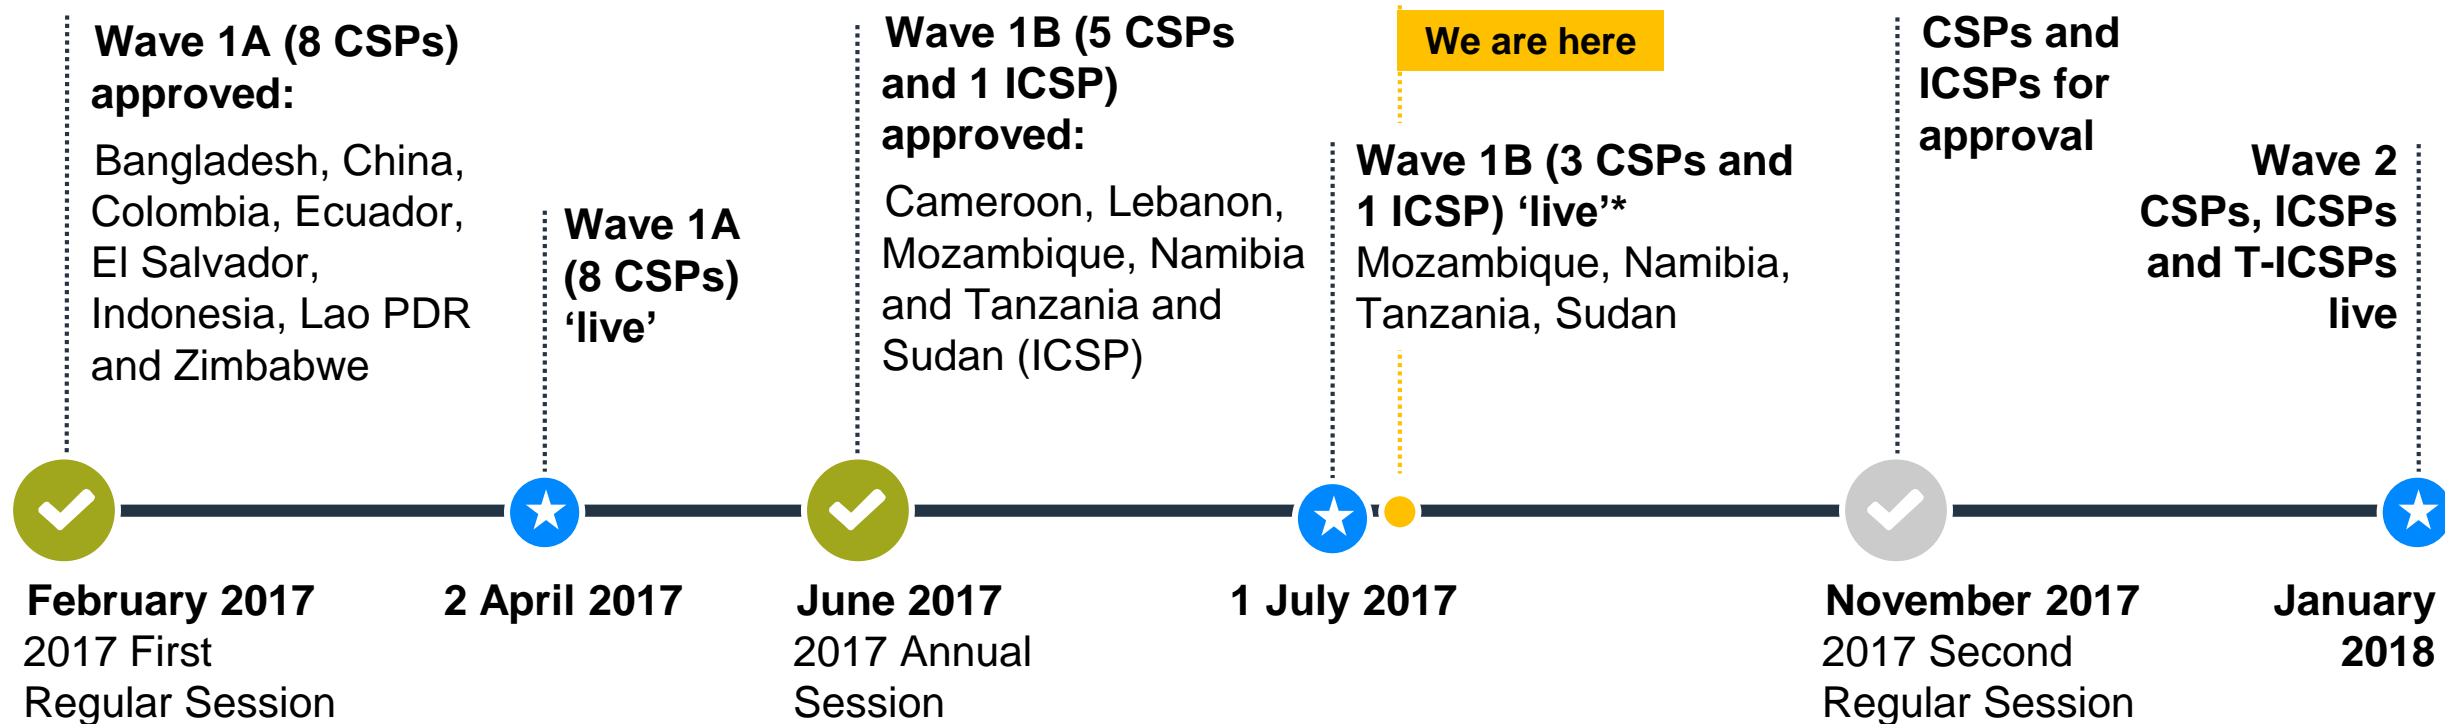 Wave 1A (8 CSPs)
approved:
Bangladesh, China,
Colombia, Ecuador,
El Salvador,
Indonesia, Lao PDR
and Zimbabwe
Wave 1A
(8 CSPs)
‘live’
Wave 1B (5 CSPs
and 1 ICSP)
approved:
Cameroon, Lebanon,
Mozambique, Namibia
and Tanzania and
Sudan (ICSP)
We are here
Wave 1B (3 CSPs and
1 ICSP) ‘live’*
Mozambique, Namibia,
Tanzania, Sudan
CSPs and
ICSPs for
approval
Wave 2
CSPs, ICSPs
and T-ICSPs
live
February 2017
2017 First
Regular Session
2 April 2017
June 2017
2017 Annual
Session
1 July 2017
November 2017
2017 Second
Regular Session
January
2018